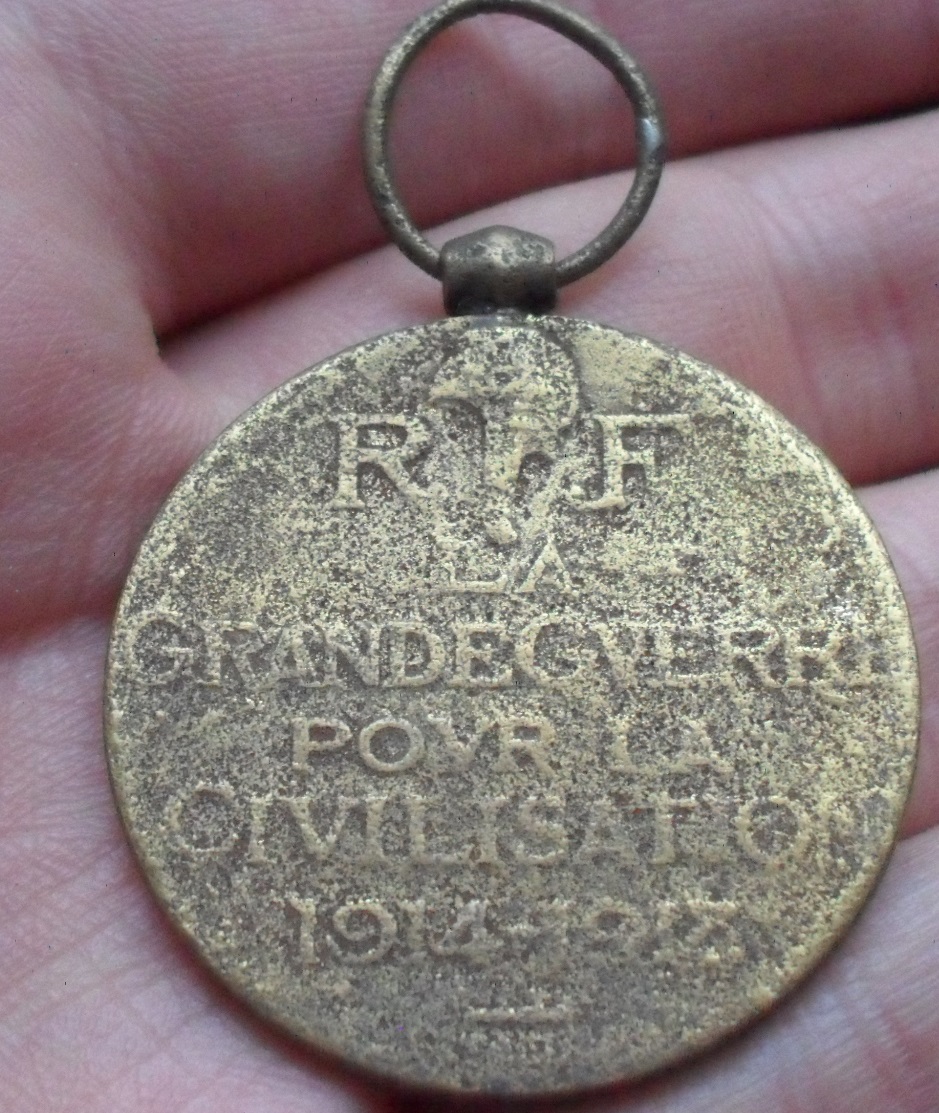 R F
LA
GRANDE GVERRE
POVR LA
CIVILISATION
1914-1918